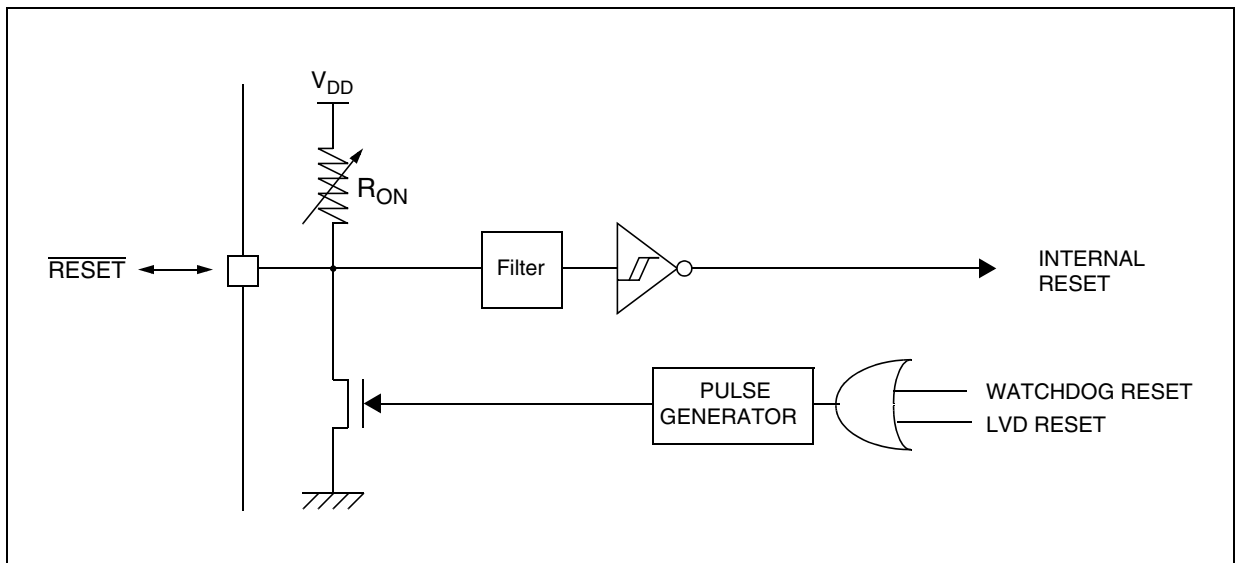 VDD
RON
RESET
Filter
INTERNAL
RESET
PULSE
GENERATOR
WATCHDOG RESET
LVD RESET